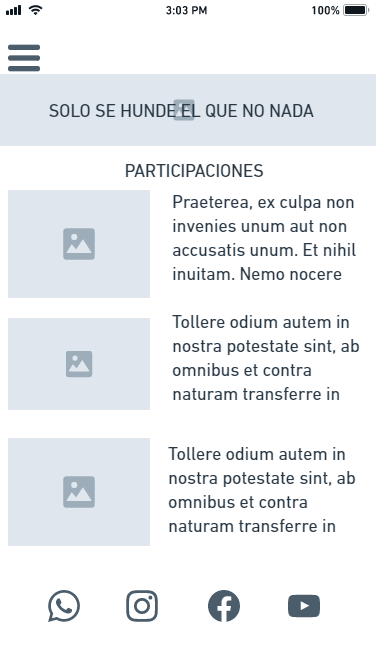 3:03 PM
100%
SOLO SE HUNDE EL QUE NO NADA
PARTICIPACIONES
Praeterea, ex culpa non
invenies unum aut non
accusatis unum. Et nihil
inuitam. Nemo nocere
Tollere odium autem in
nostra potestate sint, ab
omnibus et contra
naturam transferre in
Tollere odium autem in
nostra potestate sint, ab
omnibus et contra
naturam transferre in